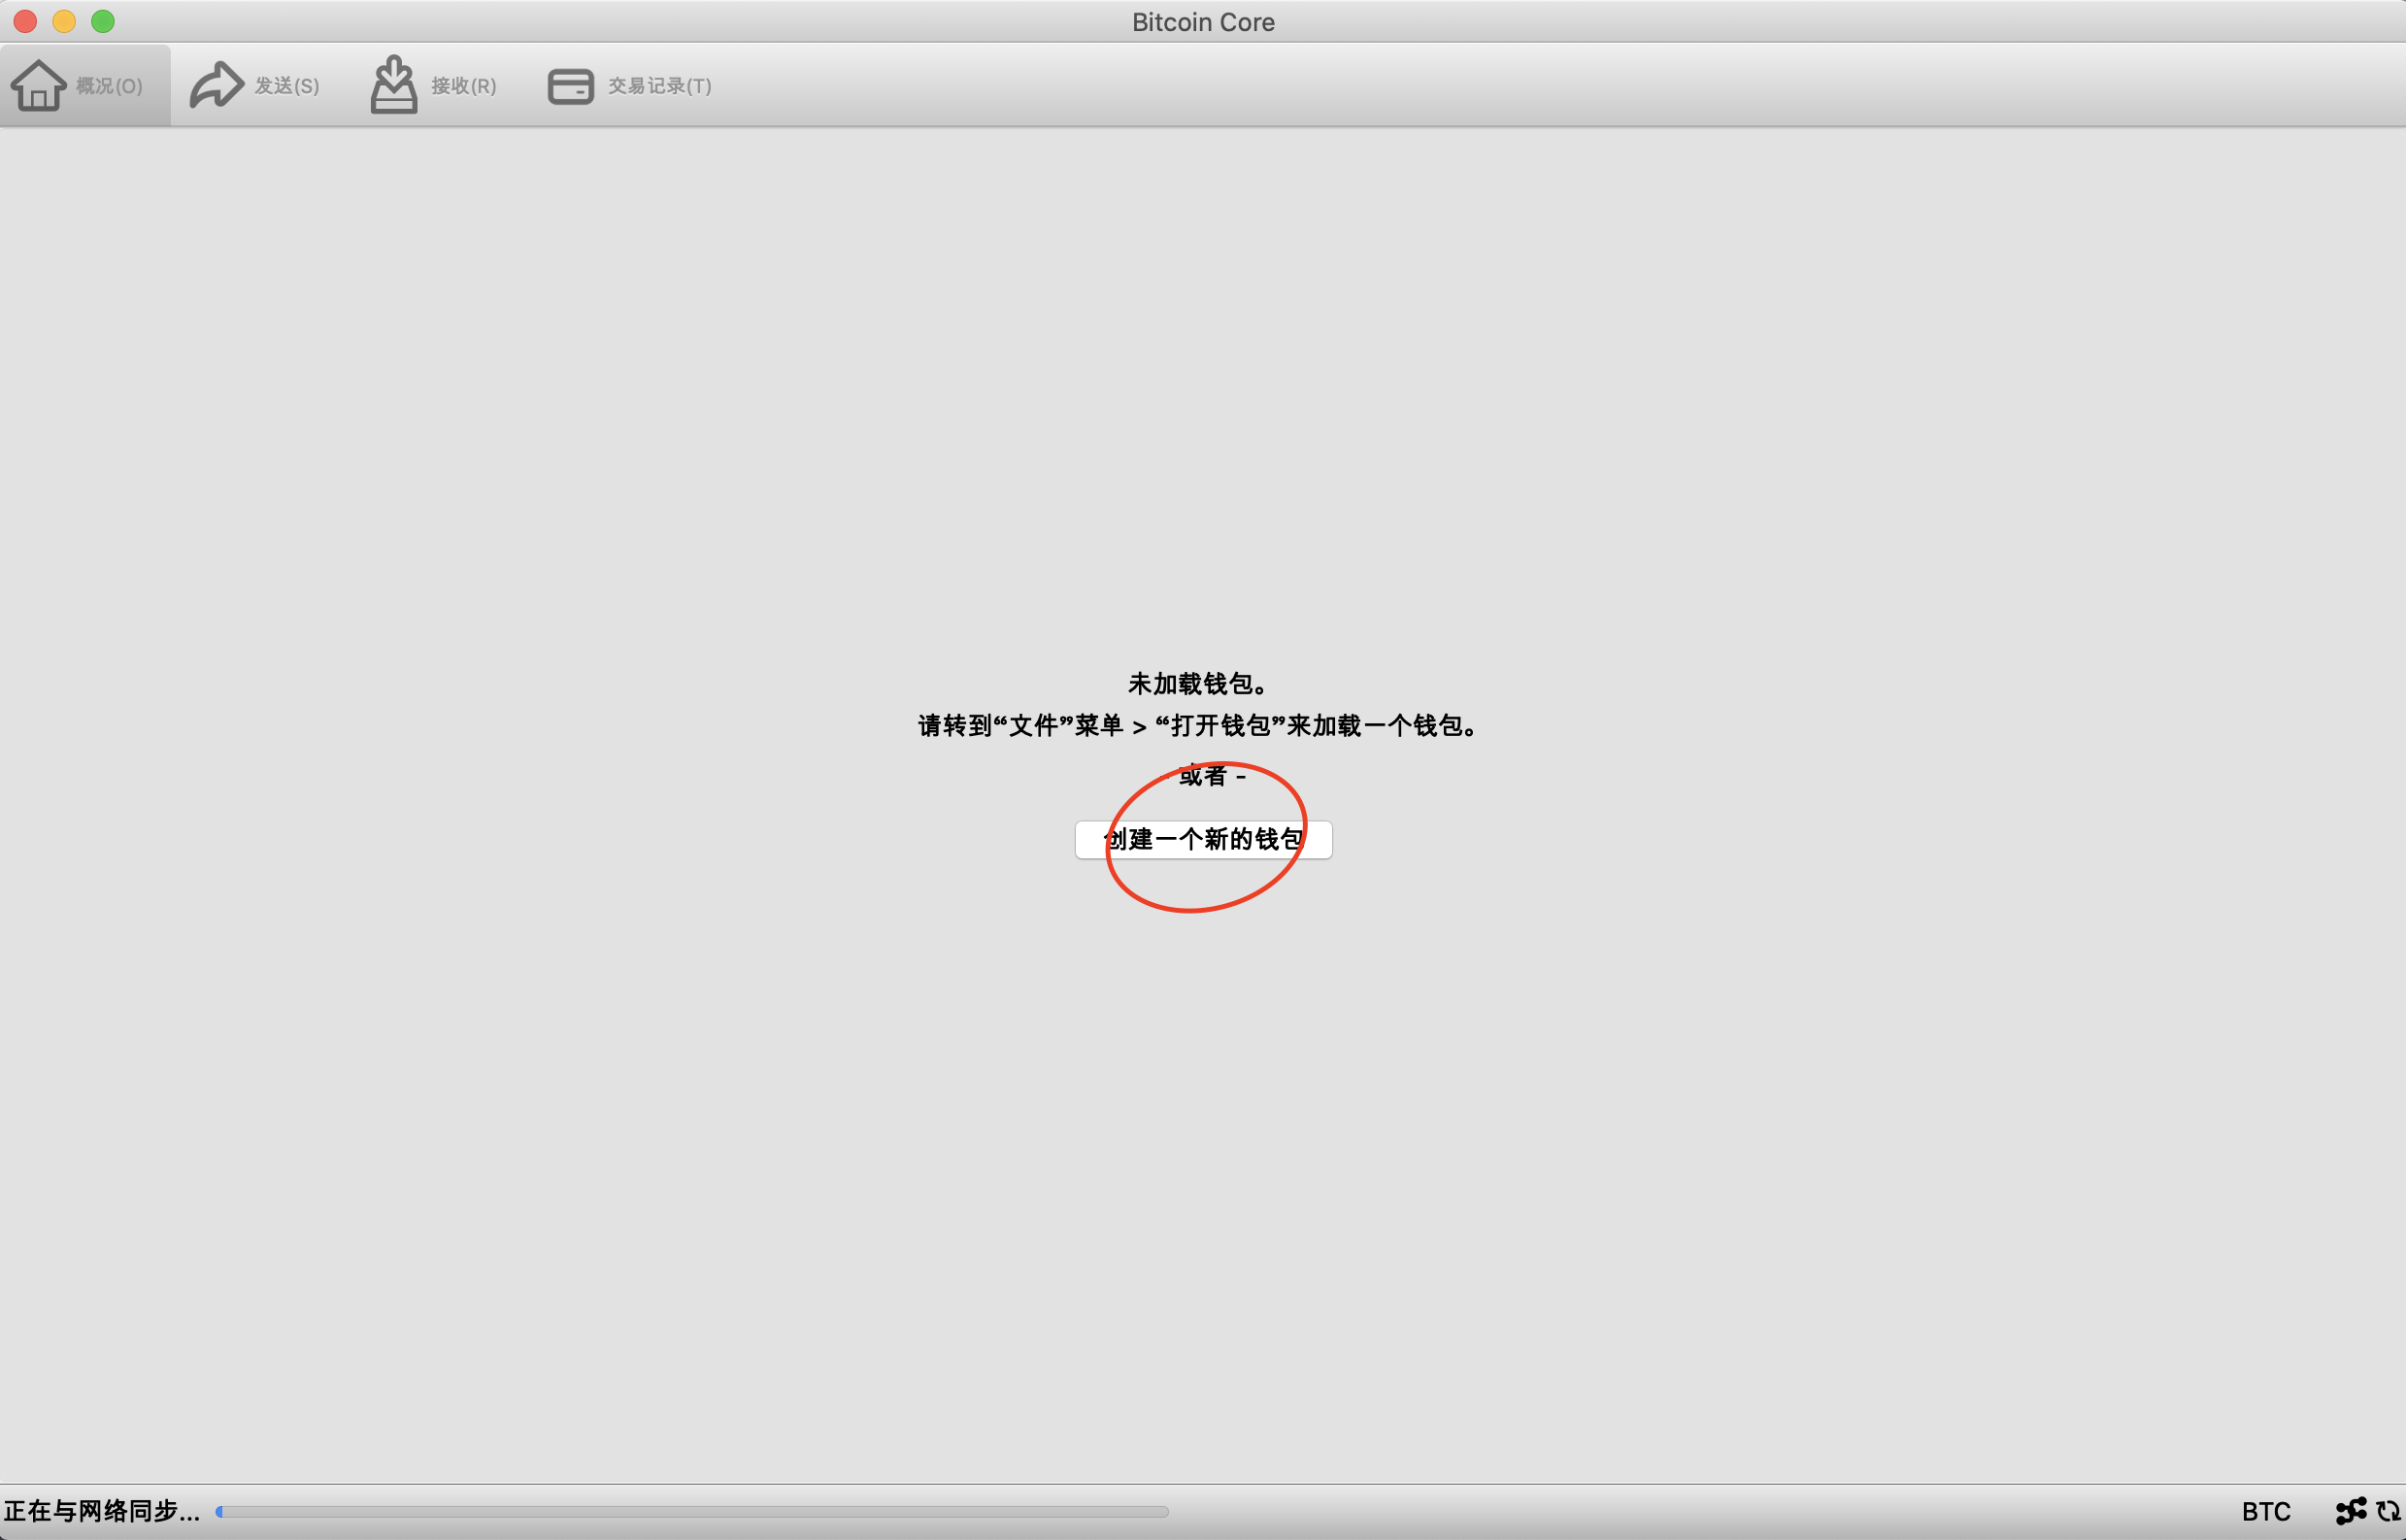 Bitcoin Core
概况(O) 发送(S) 接收(R) 交易记录(T)
未加载钱包。
请转到“文件”菜单 > “打开钱包”来加载一个钱包。
- 或者 -
创建一个新的钱包
正在与网络同步... BTC